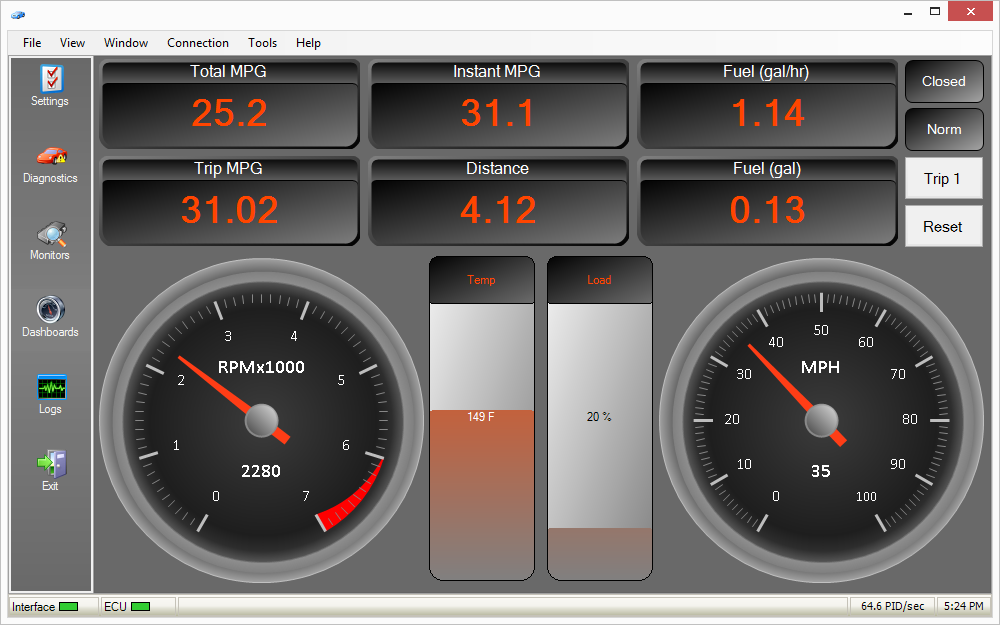 File View Window Connection Tools Help
Settings
Diagnostics
Monitors
Dashboards
Logs
Exit
Total MPG
25.2
Instant MPG
31.1
Fuel (gal/hr)
1.14
Closed
Norm
Trip MPG
31.02
Distance
4.12
Fuel (gal)
0.13
Trip 1
Reset
0
1
2
3
4
5
6
7
RPMx1000
2280
Temp
149 F
Load
20 %
0
10
20
30
40
50
60
70
80
90
100
MPH
35
Interface ECU 64.6 PID/sec 5:24 PM